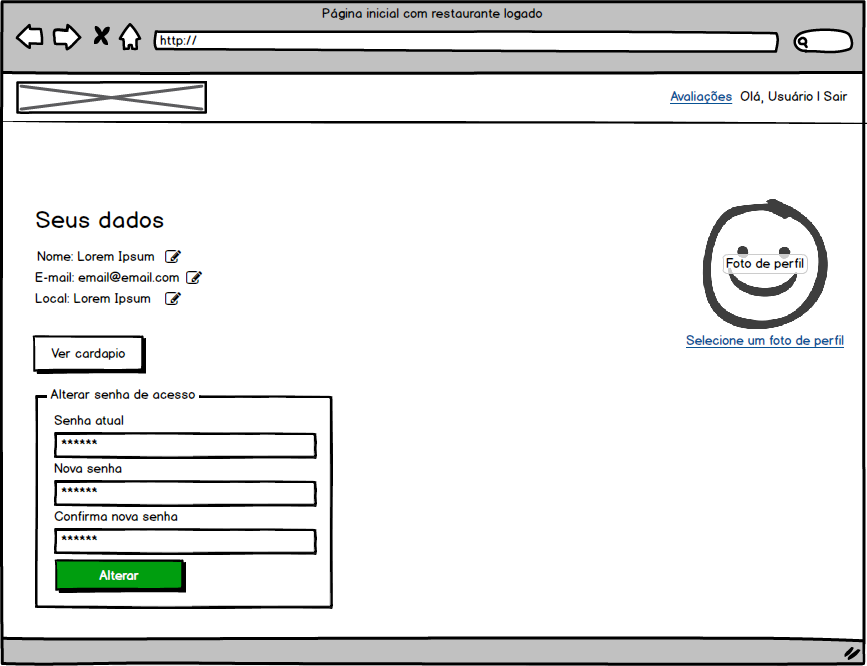 Página inicial com restaurante logado
http://
Avaliações Olá, Usuário | Sair
Seus dados
Nome: Lorem Ipsum
E-mail: email@email.com
Local: Lorem Ipsum
Foto de perfil
Selecione um foto de perfil
Ver cardapio
Alterar senha de acesso
Senha atual
******
Nova senha
******
Confirma nova senha
******
Alterar